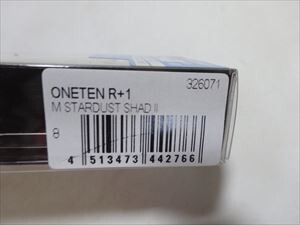 ONETEN R+1
326071
M STARDUST SHAD II
8
4 513473 442766